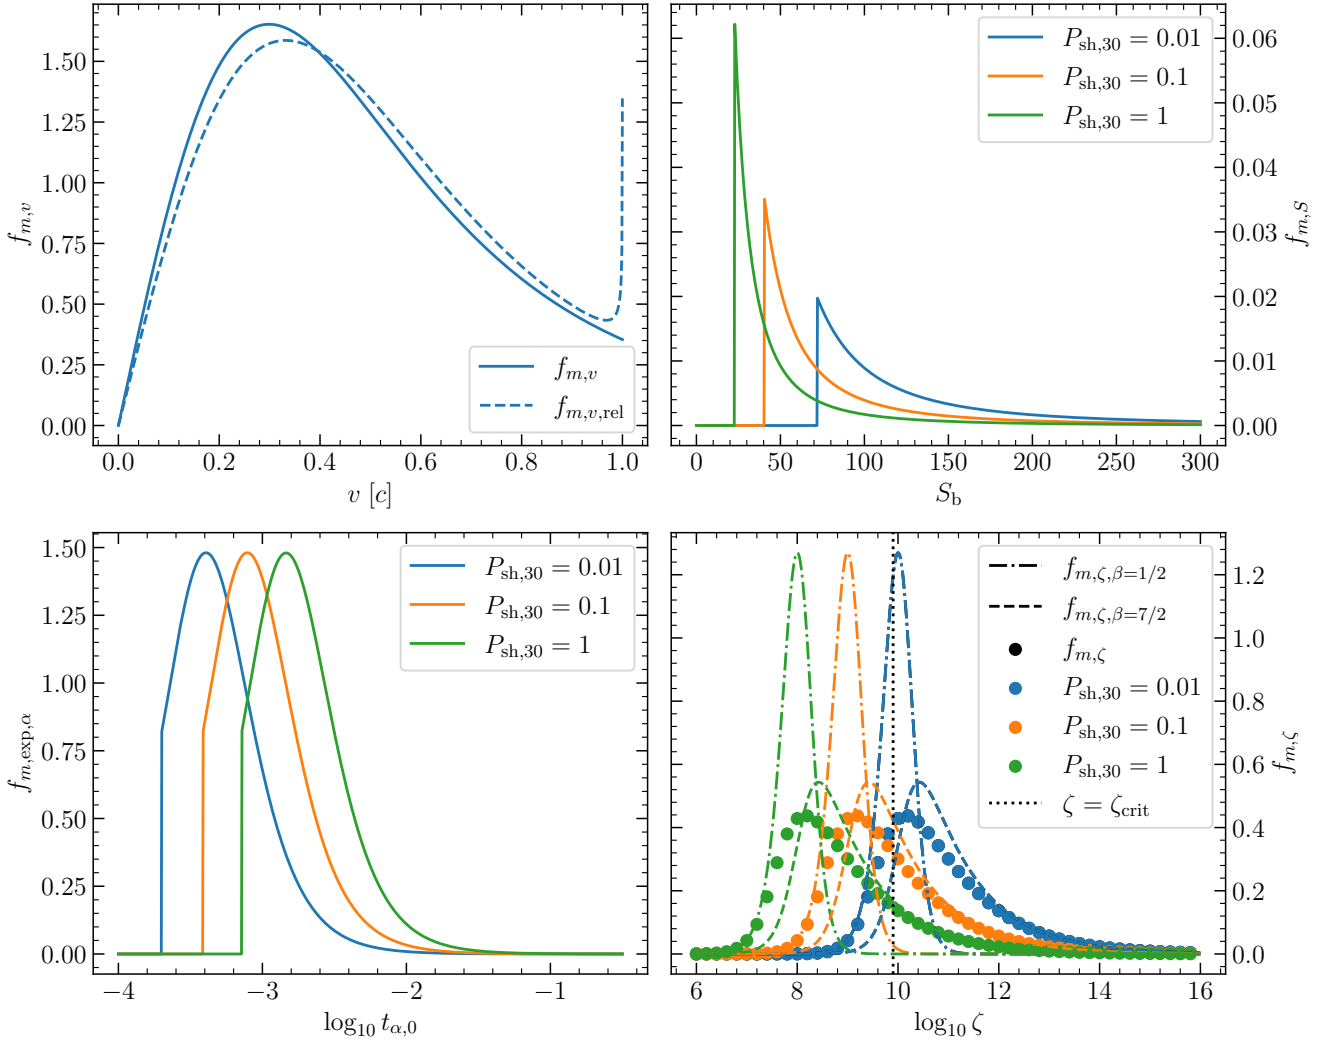 1.50
1.25
1.00
0.75
0.50
0.25
0.00
f_{m,v}
0.0 0.2 0.4 0.6 0.8 1.0
v [c]
f_{m,v}
f_{m,v,rel}
P_{sh,30} = 0.01
P_{sh,30} = 0.1
P_{sh,30} = 1
0.06
0.05
0.04
0.03
0.02
0.01
0.00
f_{m,S}
0 50 100 150 200 250 300
S_b
1.50
1.25
1.00
0.75
0.50
0.25
0.00
f_{m,exp,α}
P_{sh,30} = 0.01
P_{sh,30} = 0.1
P_{sh,30} = 1
−4 −3 −2 −1
log_{10} t_{α,0}
f_{m,ζ,β=1/2}
f_{m,ζ,β=7/2}
f_{m,ζ}
P_{sh,30} = 0.01
P_{sh,30} = 0.1
P_{sh,30} = 1
ζ = ζ_{crit}
1.2
1.0
0.8
0.6
0.4
0.2
0.0
f_{m,ζ}
6 8 10 12 14 16
log_{10} ζ